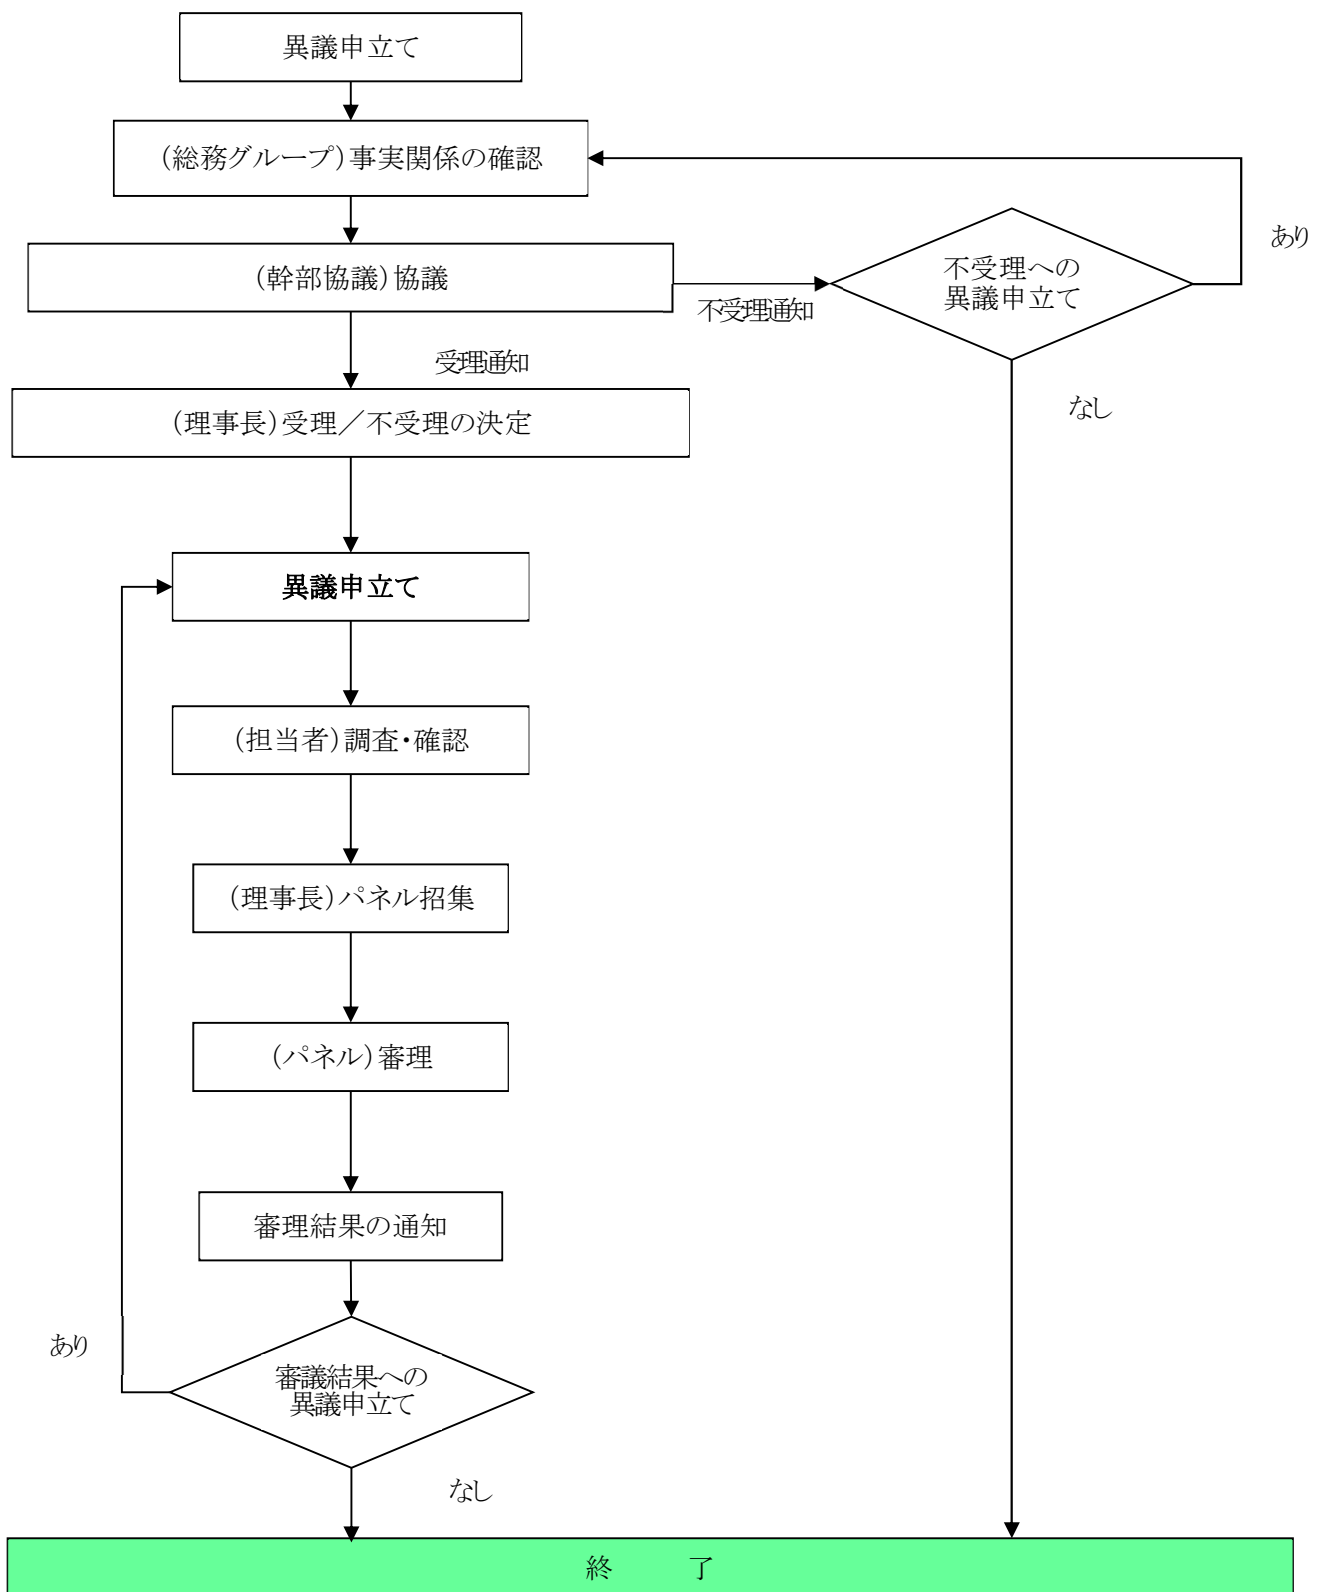 異議申立て
(総務グループ)事実関係の確認
あり
不受理への
異議申立て
(幹部協議)協議
不受理通知
受理通知
なし
(理事長)受理／不受理の決定
異議申立て
(担当者)調査・確認
(理事長)パネル招集
(パネル)審理
審理結果の通知
あり
審議結果への
異議申立て
なし
終　　　了